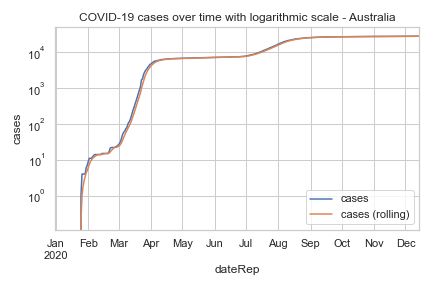 COVID-19 cases over time with logarithmic scale - Australia
cases
10⁴
10³
10²
10¹
10⁰
cases
cases (rolling)
Jan Feb Mar Apr May Jun Jul Aug Sep Oct Nov Dec
2020
dateRep